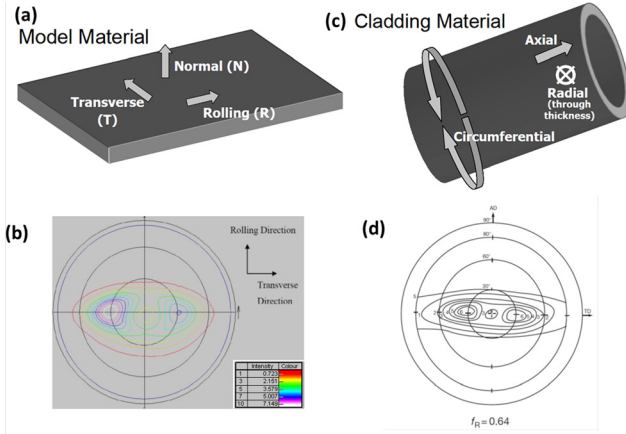 (a)
Model Material
Normal (N)
Transverse
(T)
Rolling (R)
(c) Cladding Material
Axial
Radial
(through
thickness)
Circumferential
(b)
Rolling Direction
Transverse
Direction
Intensity Colour
1 0.723
3 2.151
5 3.579
7 5.007
10 7.149
(d)
AD
90°
80°
60°
30°
TD
fR = 0.64